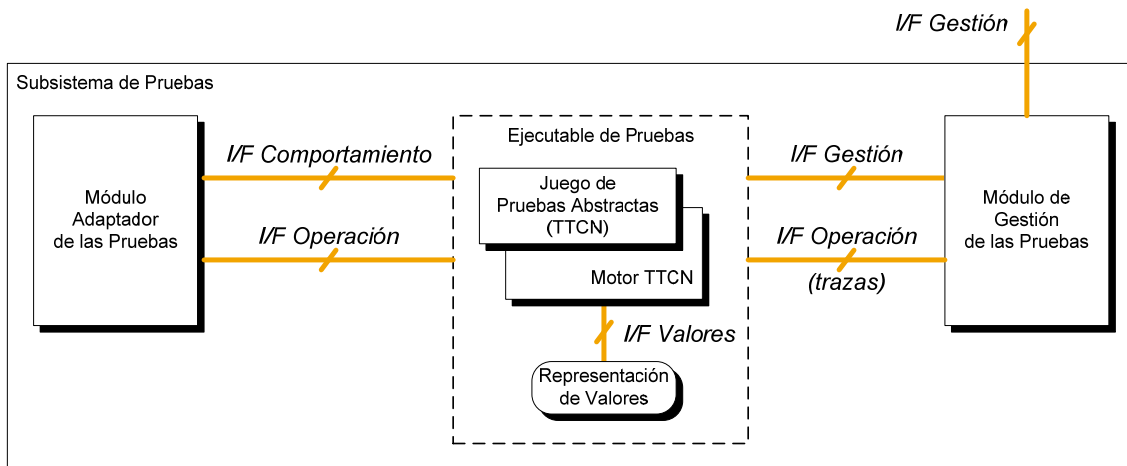 I/F Gestión
Subsistema de Pruebas
Módulo
Adaptador
de las Pruebas
I/F Comportamiento
I/F Operación
Ejecutable de Pruebas
Juego de
Pruebas Abstractas
(TTCN)
Motor TTCN
I/F Valores
Representación
de Valores
I/F Gestión
I/F Operación
(trazas)
Módulo de
Gestión
de las Pruebas